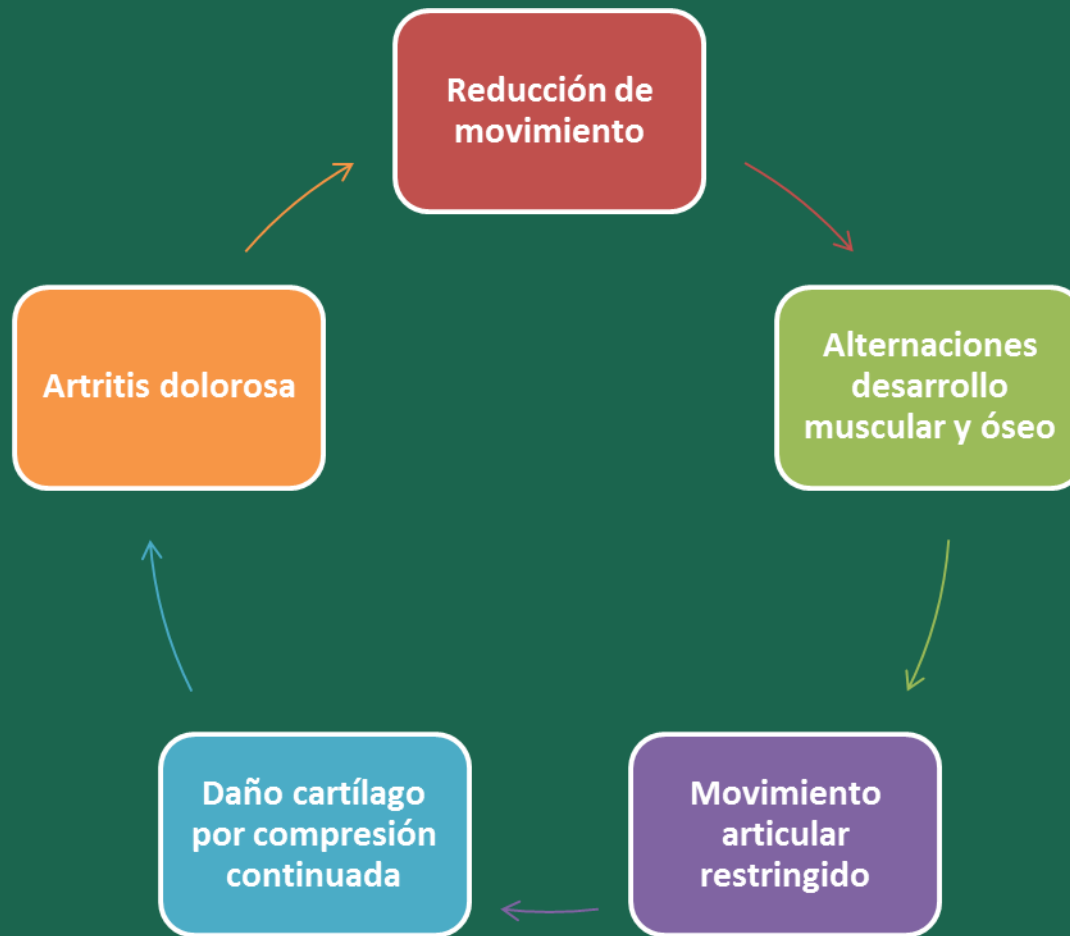 Reducción de
movimiento
Alternaciones
desarrollo
muscular y óseo
Movimiento
articular
restringido
Daño cartílago
por compresión
continuada
Artritis dolorosa